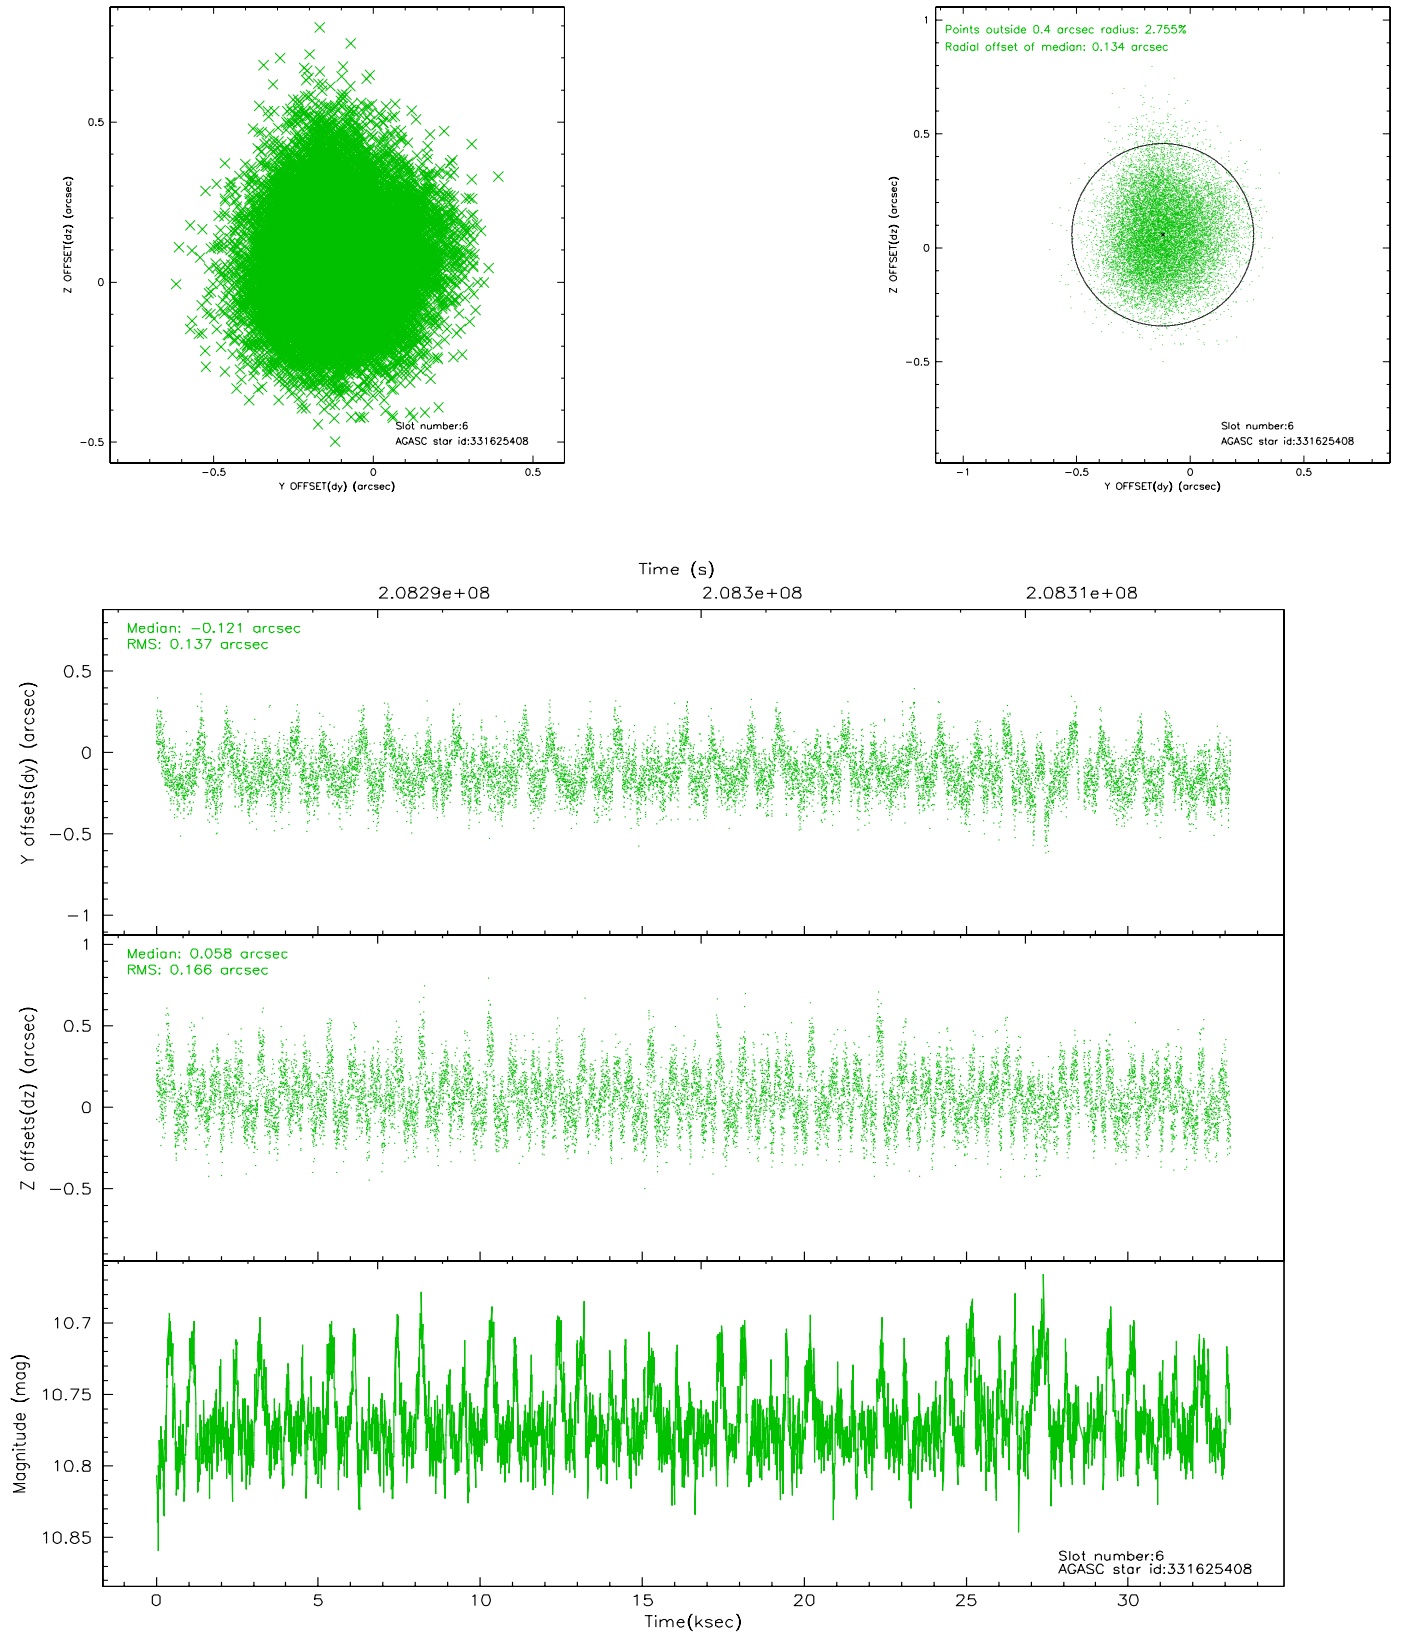 0.5
0
−0.5
Z OFFSET(dz) (arcsec)
Slot number:6
AGASC star id:331625408
−0.5 0 0.5
Y OFFSET(dy) (arcsec)
1
0.5
0
−0.5
Z OFFSET(dz) (arcsec)
Points outside 0.4 arcsec radius: 2.755%
Radial offset of median: 0.134 arcsec
Slot number:6
AGASC star id:331625408
−1 −0.5 0 0.5
Y OFFSET(dy) (arcsec)
Time (s)
2.0829e+08 2.083e+08 2.0831e+08
Median: −0.121 arcsec
RMS: 0.137 arcsec
0.5
0
−0.5
−1
Y offsets(dy) (arcsec)
Median: 0.058 arcsec
RMS: 0.166 arcsec
1
0.5
0
−0.5
Z offsets(dz) (arcsec)
10.7
10.75
10.8
10.85
Magnitude (mag)
Slot number:6
AGASC star id:331625408
0 5 10 15 20 25 30
Time(ksec)